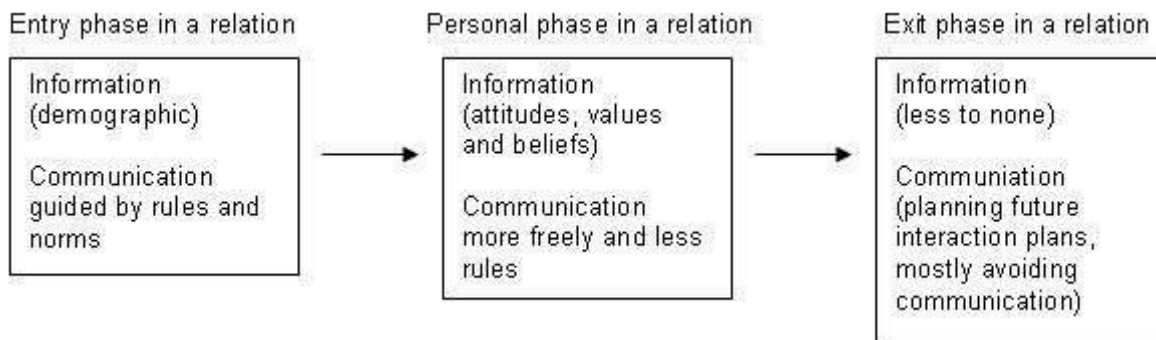 Entry phase in a relation
Information
(demographic)
Communication
guided by rules and
norms
Personal phase in a relation
Information
(attitudes, values
and beliefs)
Communication
more freely and less
rules
Exit phase in a relation
Information
(less to none)
Communiation
(planning future
interaction plans,
mostly avoiding
communication)